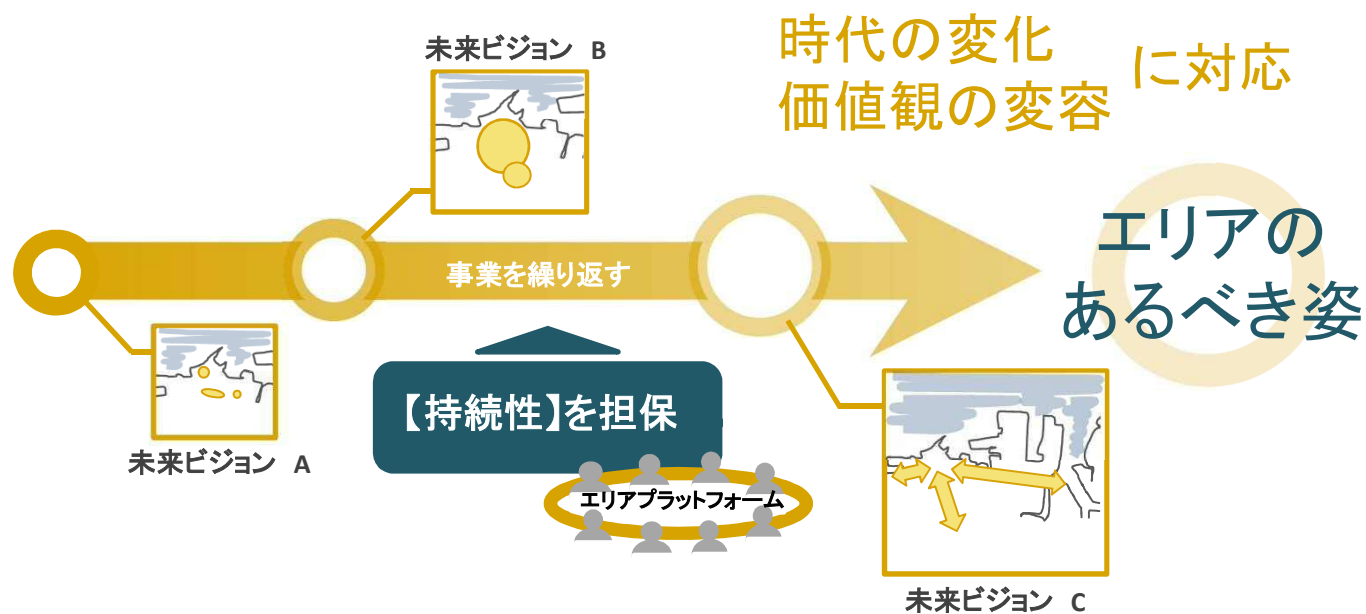 未来ビジョン B
時代の変化
価値観の変容
に対応
エリアの
あるべき姿
事業を繰り返す
【持続性】を担保
未来ビジョン A
エリアプラットフォーム
未来ビジョン C